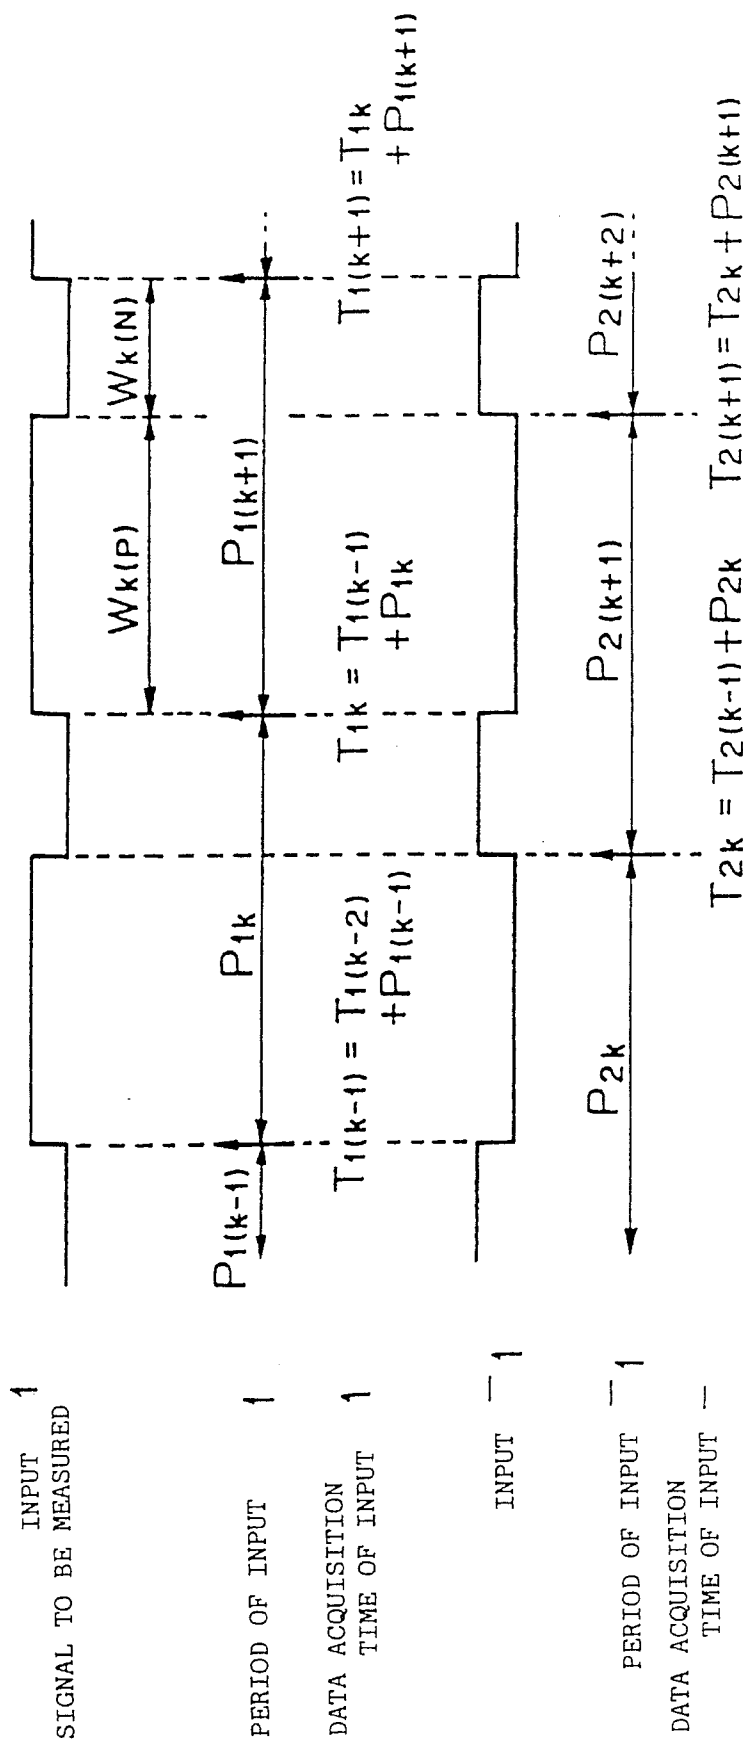 INPUT 1
SIGNAL TO BE MEASURED
Wk(P) Wk(N)
PERIOD OF INPUT 1
P1(k-1) P1k P1(k+1)
DATA ACQUISITION
TIME OF INPUT 1
T1(k-1) = T1(k-2)
+P1(k-1)
T1k = T1(k-1)
+P1k
T1(k+1) = T1k
+P1(k+1)
INPUT ‾1
PERIOD OF INPUT ‾1
P2k P2(k+1) P2(k+2)
DATA ACQUISITION
TIME OF INPUT ‾
T2k = T2(k-1)+P2k T2(k+1) = T2k+P2(k+1)